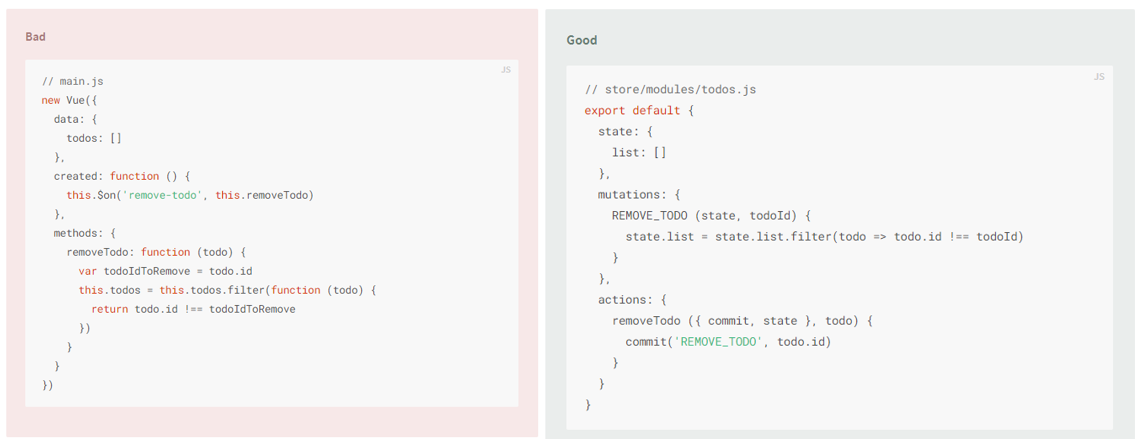 Bad
JS
// main.js
new Vue({
  data: {
    todos: []
  },
  created: function () {
    this.$on('remove-todo', this.removeTodo)
  },
  methods: {
    removeTodo: function (todo) {
      var todoIdToRemove = todo.id
      this.todos = this.todos.filter(function (todo) {
        return todo.id !== todoIdToRemove
      })
    }
  }
})
Good
JS
// store/modules/todos.js
export default {
  state: {
    list: []
  },
  mutations: {
    REMOVE_TODO (state, todoId) {
      state.list = state.list.filter(todo => todo.id !== todoId)
    }
  },
  actions: {
    removeTodo ({ commit, state }, todo) {
      commit('REMOVE_TODO', todo.id)
    }
  }
}